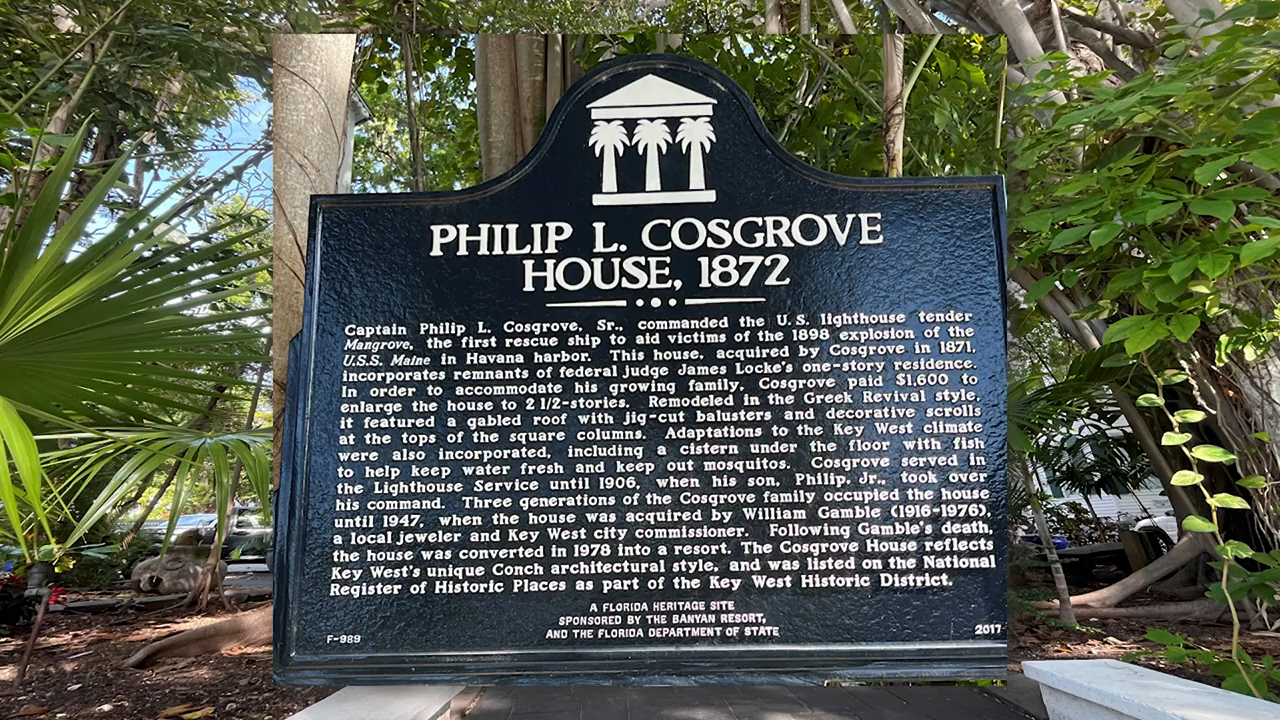 PHILIP L. COSGROVE
HOUSE, 1872
Captain Philip L. Cosgrove, Sr., commanded the U.S. lighthouse tender
Mangrove, the first rescue ship to aid victims of the 1898 explosion of the
U.S.S. Maine in Havana harbor. This house, acquired by Cosgrove in 1871,
incorporates remnants of federal judge James Locke's one-story residence.
In order to accommodate his growing family, Cosgrove paid $1,600 to
enlarge the house to 2 1/2-stories. Remodeled in the Greek Revival style,
it featured a gabled roof with jig-cut balusters and decorative scrolls
at the tops of the square columns. Adaptations to the Key West climate
were also incorporated, including a cistern under the floor with fish
to help keep water fresh and keep out mosquitos. Cosgrove served in
the Lighthouse Service until 1906, when his son, Philip, Jr., took over
his command. Three generations of the Cosgrove family occupied the house
until 1947, when the house was acquired by William Gamble (1916-1976),
a local jeweler and Key West city commissioner. Following Gamble's death,
the house was converted in 1978 into a resort. The Cosgrove House reflects
Key West's unique Conch architectural style, and was listed on the National
Register of Historic Places as part of the Key West Historic District.
A FLORIDA HERITAGE SITE
SPONSORED BY THE BANYAN RESORT,
AND THE FLORIDA DEPARTMENT OF STATE
F-989
2017